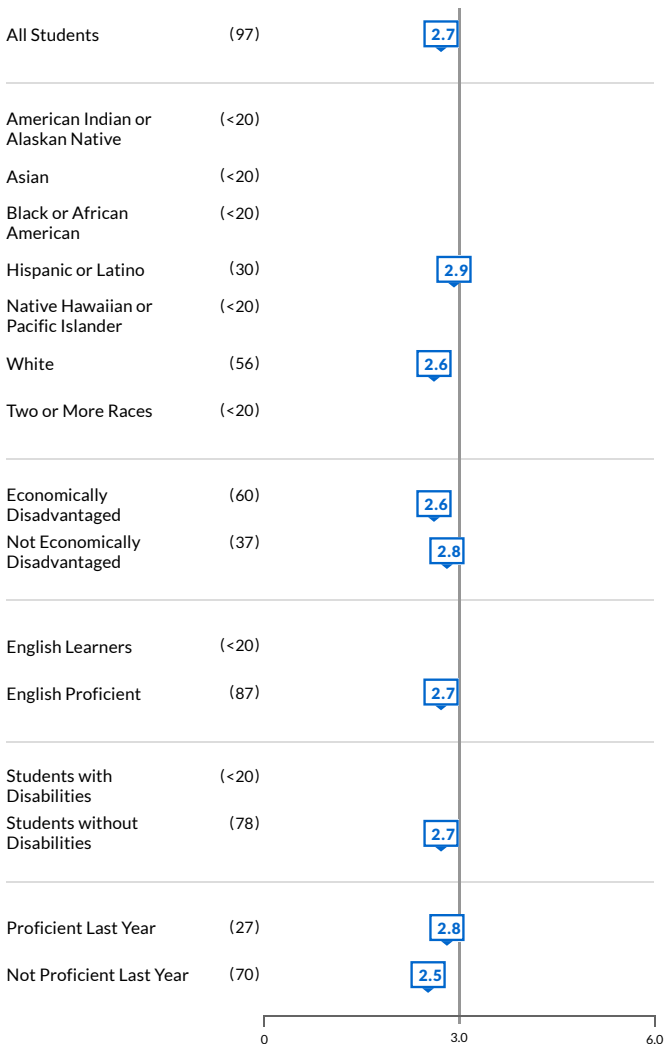 All Students (97) 2.7
American Indian or (<20)
Alaskan Native
Asian (<20)
Black or African (<20)
American
Hispanic or Latino (30) 2.9
Native Hawaiian or (<20)
Pacific Islander
White (56) 2.6
Two or More Races (<20)
Economically (60) 2.6
Disadvantaged
Not Economically (37) 2.8
Disadvantaged
English Learners (<20)
English Proficient (87) 2.7
Students with (<20)
Disabilities
Students without (78) 2.7
Disabilities
Proficient Last Year (27) 2.8
Not Proficient Last Year (70) 2.5
0 3.0 6.0